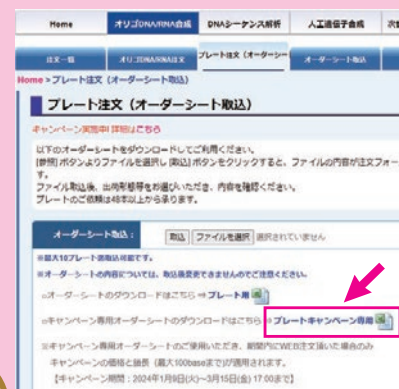 Home オリゴDNA/RNA合成 DNAシーケンス解析 人工遺伝子合成
注文一覧 オリゴDNA/RNA注文 プレート注文（オーダーシート オーダーシート取込
Home > プレート注文（オーダーシート取込）
プレート注文（オーダーシート取込）
キャンペーン実施中! 詳細はこちら
以下のオーダーシートをダウンロードしてご利用ください。
[参照] ボタンよりファイルを選択し [取込] ボタンをクリックすると、ファイルの内容が注文フォー
す。
ファイル取込後、出荷形態等をお選びいただき、内容を確認ください。
プレートのご依頼は48本以上から承ります。
オーダーシート取込： 取込 ファイルを選択 選択されていません
※最大10プレート迄取込可能です。
※オーダーシートの内容については、取込後変更できませんのでご注意ください。
○オーダーシートのダウンロードはこちら ⇒ プレート用
○キャンペーン専用オーダーシートのダウンロードはこちら ⇒ プレートキャンペーン専用
※キャンペーン専用オーダーシートのご使用いただき、期間内にWEB注文頂いた場合のみ
キャンペーンの価格と鎖長（最大100baseまで)が適用されます。
【キャンペーン期間：2024年1月9日(火)～3月15日(金) 17:00まで】